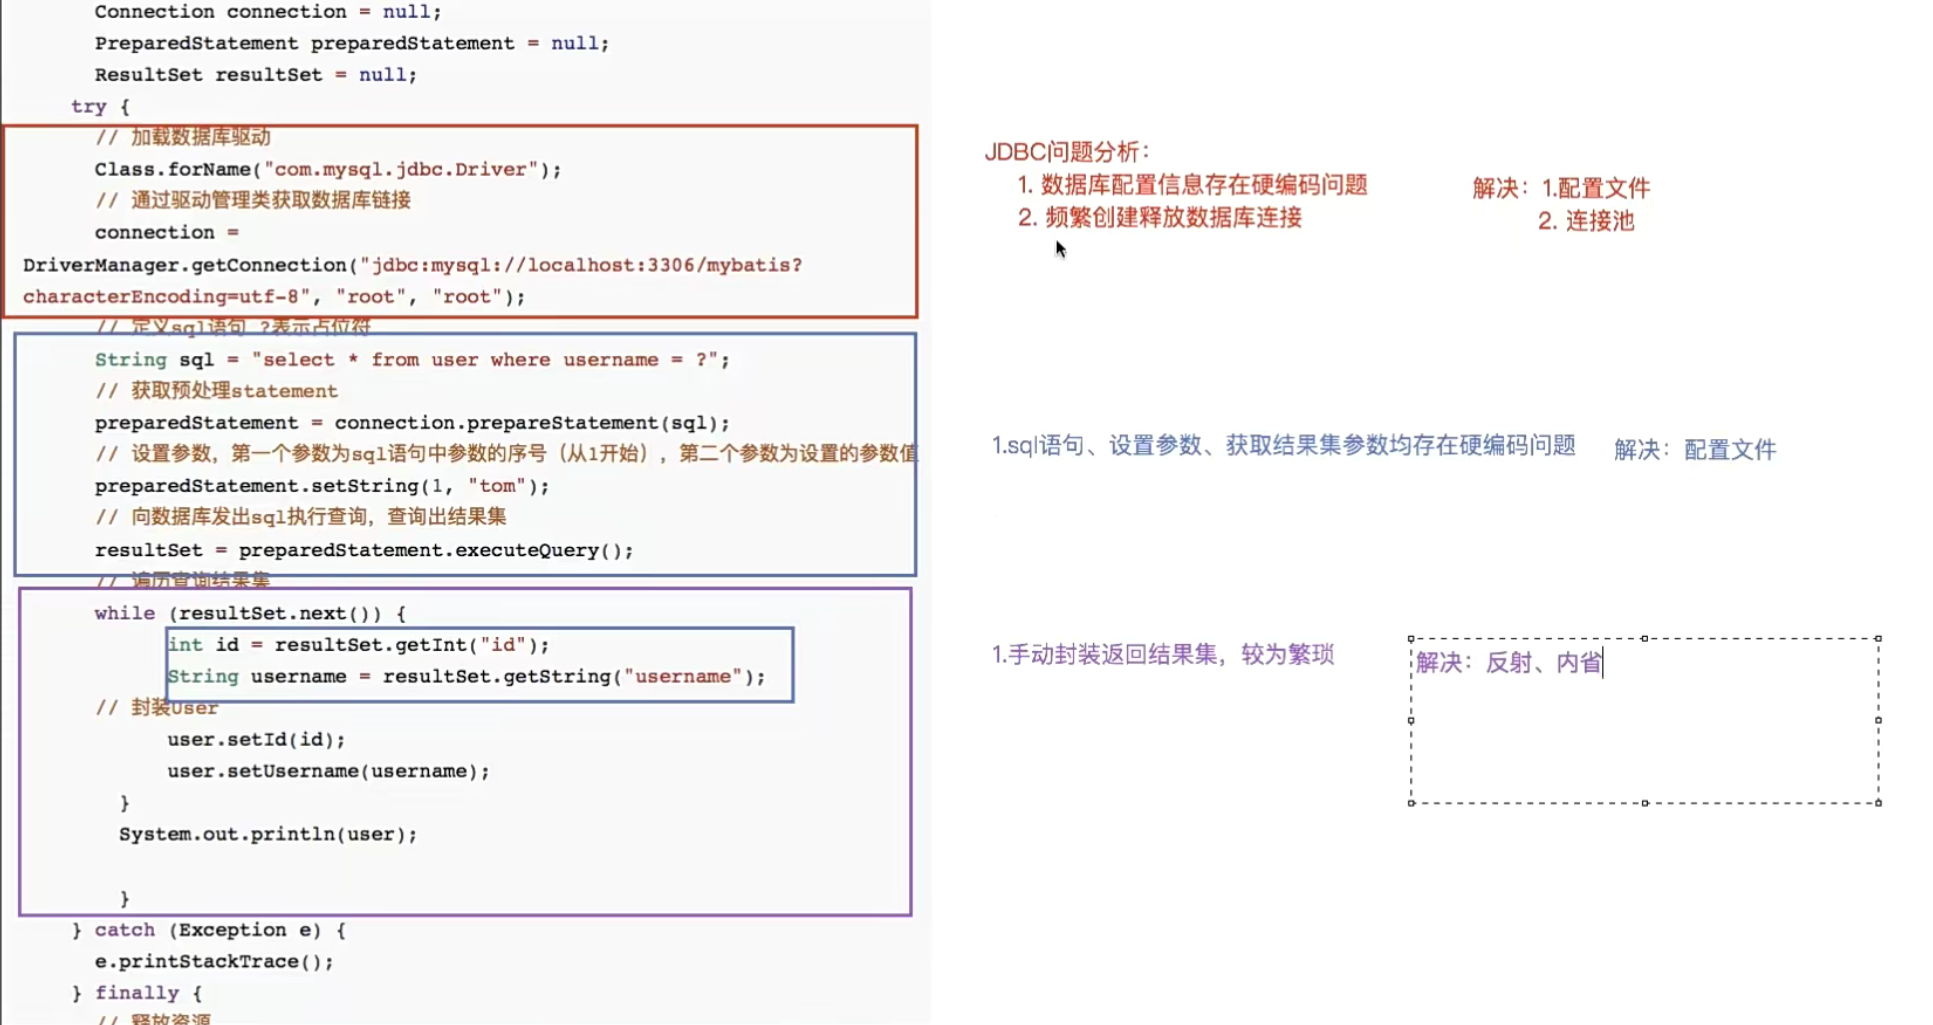 Connection connection = null;
PreparedStatement preparedStatement = null;
ResultSet resultSet = null;
try {
// 加载数据库驱动
Class.forName("com.mysql.jdbc.Driver");
// 通过驱动管理类获取数据库链接
connection =
DriverManager.getConnection("jdbc:mysql://localhost:3306/mybatis?
characterEncoding=utf-8", "root", "root");
// 定义sql语句 ?表示占位符
String sql = "select * from user where username = ?";
// 获取预处理statement
preparedStatement = connection.prepareStatement(sql);
// 设置参数，第一个参数为sql语句中参数的序号（从1开始），第二个参数为设置的参数值
preparedStatement.setString(1, "tom");
// 向数据库发出sql执行查询，查询出结果集
resultSet = preparedStatement.executeQuery();
// 遍历查询结果集
while (resultSet.next()) {
int id = resultSet.getInt("id");
String username = resultSet.getString("username");
// 封装User
user.setId(id);
user.setUsername(username);
}
System.out.println(user);
}
} catch (Exception e) {
e.printStackTrace();
} finally {
// 释放资源
JDBC问题分析：
1. 数据库配置信息存在硬编码问题
2. 频繁创建释放数据库连接
解决：1.配置文件
2. 连接池
1.sql语句、设置参数、获取结果集参数均存在硬编码问题
解决：配置文件
1.手动封装返回结果集，较为繁琐
解决：反射、内省